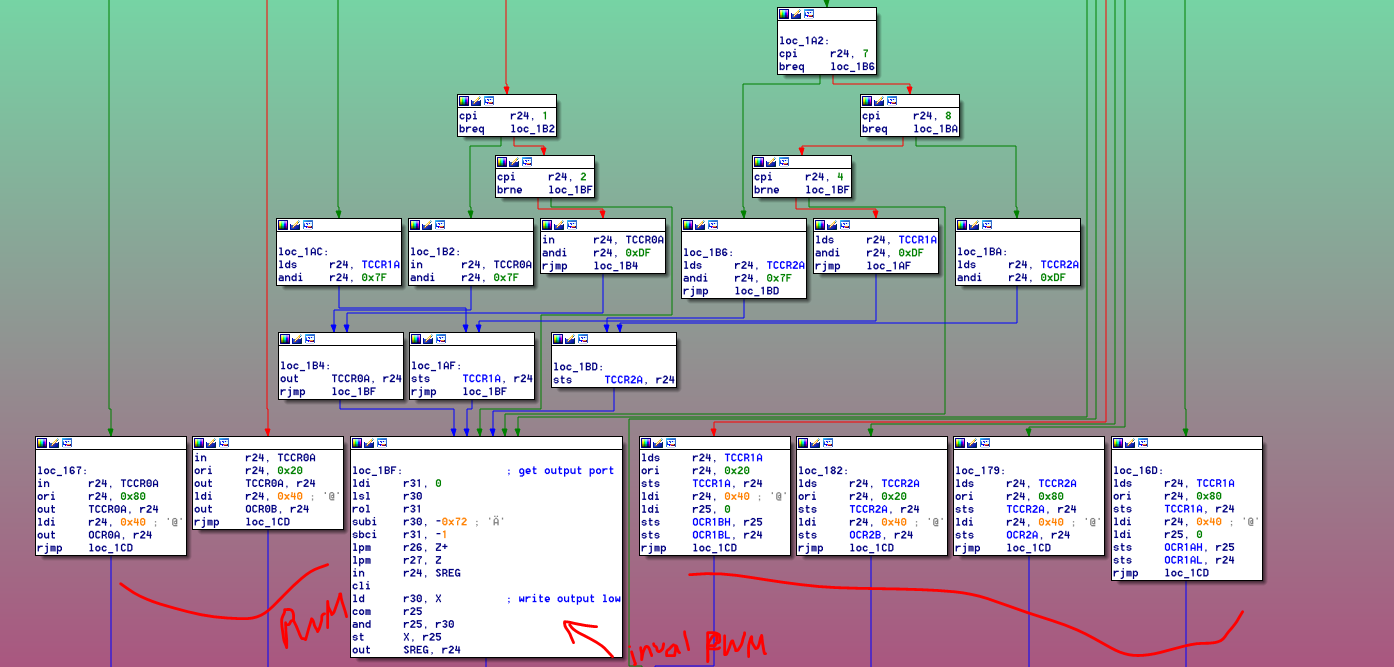 loc_1A2:
cpi r24, 7
breq loc_1B6
cpi r24, 1
breq loc_1B2
cpi r24, 8
breq loc_1BA
cpi r24, 2
brne loc_1BF
cpi r24, 4
brne loc_1BF
loc_1AC:
lds r24, TCCR1A
andi r24, 0x7F
loc_1B2:
in r24, TCCR0A
andi r24, 0x7F
in r24, TCCR0A
andi r24, 0xDF
rjmp loc_1B4
loc_1B6:
lds r24, TCCR2A
andi r24, 0x7F
rjmp loc_1BD
lds r24, TCCR1A
andi r24, 0xDF
rjmp loc_1AF
loc_1BA:
lds r24, TCCR2A
andi r24, 0xDF
loc_1B4:
out TCCR0A, r24
rjmp loc_1BF
loc_1AF:
sts TCCR1A, r24
rjmp loc_1BF
loc_1BD:
sts TCCR2A, r24
loc_167:
in r24, TCCR0A
ori r24, 0x80
out TCCR0A, r24
ldi r24, 0x40 ; '@'
out OCR0A, r24
rjmp loc_1CD
in r24, TCCR0A
ori r24, 0x20
out TCCR0A, r24
ldi r24, 0x40 ; '@'
out OCR0B, r24
rjmp loc_1CD
loc_1BF: ; get output port
ldi r31, 0
lsl r30
rol r31
subi r30, -0x72 ; 'Ä'
sbci r31, -1
lpm r26, Z+
lpm r27, Z
in r24, SREG
cli
ld r30, X ; write output low
com r25
and r25, r30
st X, r25
out SREG, r24
lds r24, TCCR1A
ori r24, 0x20
sts TCCR1A, r24
ldi r24, 0x40 ; '@'
ldi r25, 0
sts OCR1BH, r25
sts OCR1BL, r24
rjmp loc_1CD
loc_182:
lds r24, TCCR2A
ori r24, 0x20
sts TCCR2A, r24
ldi r24, 0x40 ; '@'
sts OCR2B, r24
rjmp loc_1CD
loc_179:
lds r24, TCCR2A
ori r24, 0x80
sts TCCR2A, r24
ldi r24, 0x40 ; '@'
sts OCR2A, r24
rjmp loc_1CD
loc_16D:
lds r24, TCCR1A
ori r24, 0x80
sts TCCR1A, r24
ldi r24, 0x40 ; '@'
ldi r25, 0
sts OCR1AH, r25
sts OCR1AL, r24
rjmp loc_1CD
PWM
inval PWM